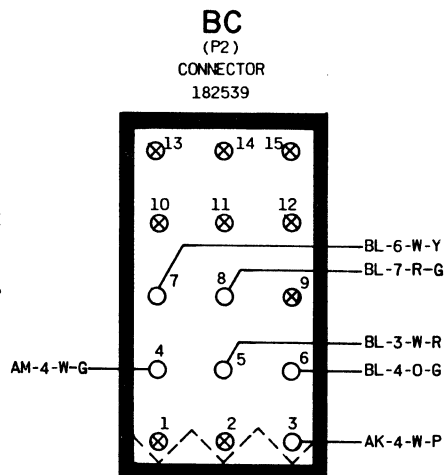 BC
(P2)
CONNECTOR
182539
13 14 15
10 11 12
BL-6-W-Y
7 8 9
BL-7-R-G
BL-3-W-R
AM-4-W-G
4 5 6
BL-4-O-G
1 2 3
AK-4-W-P